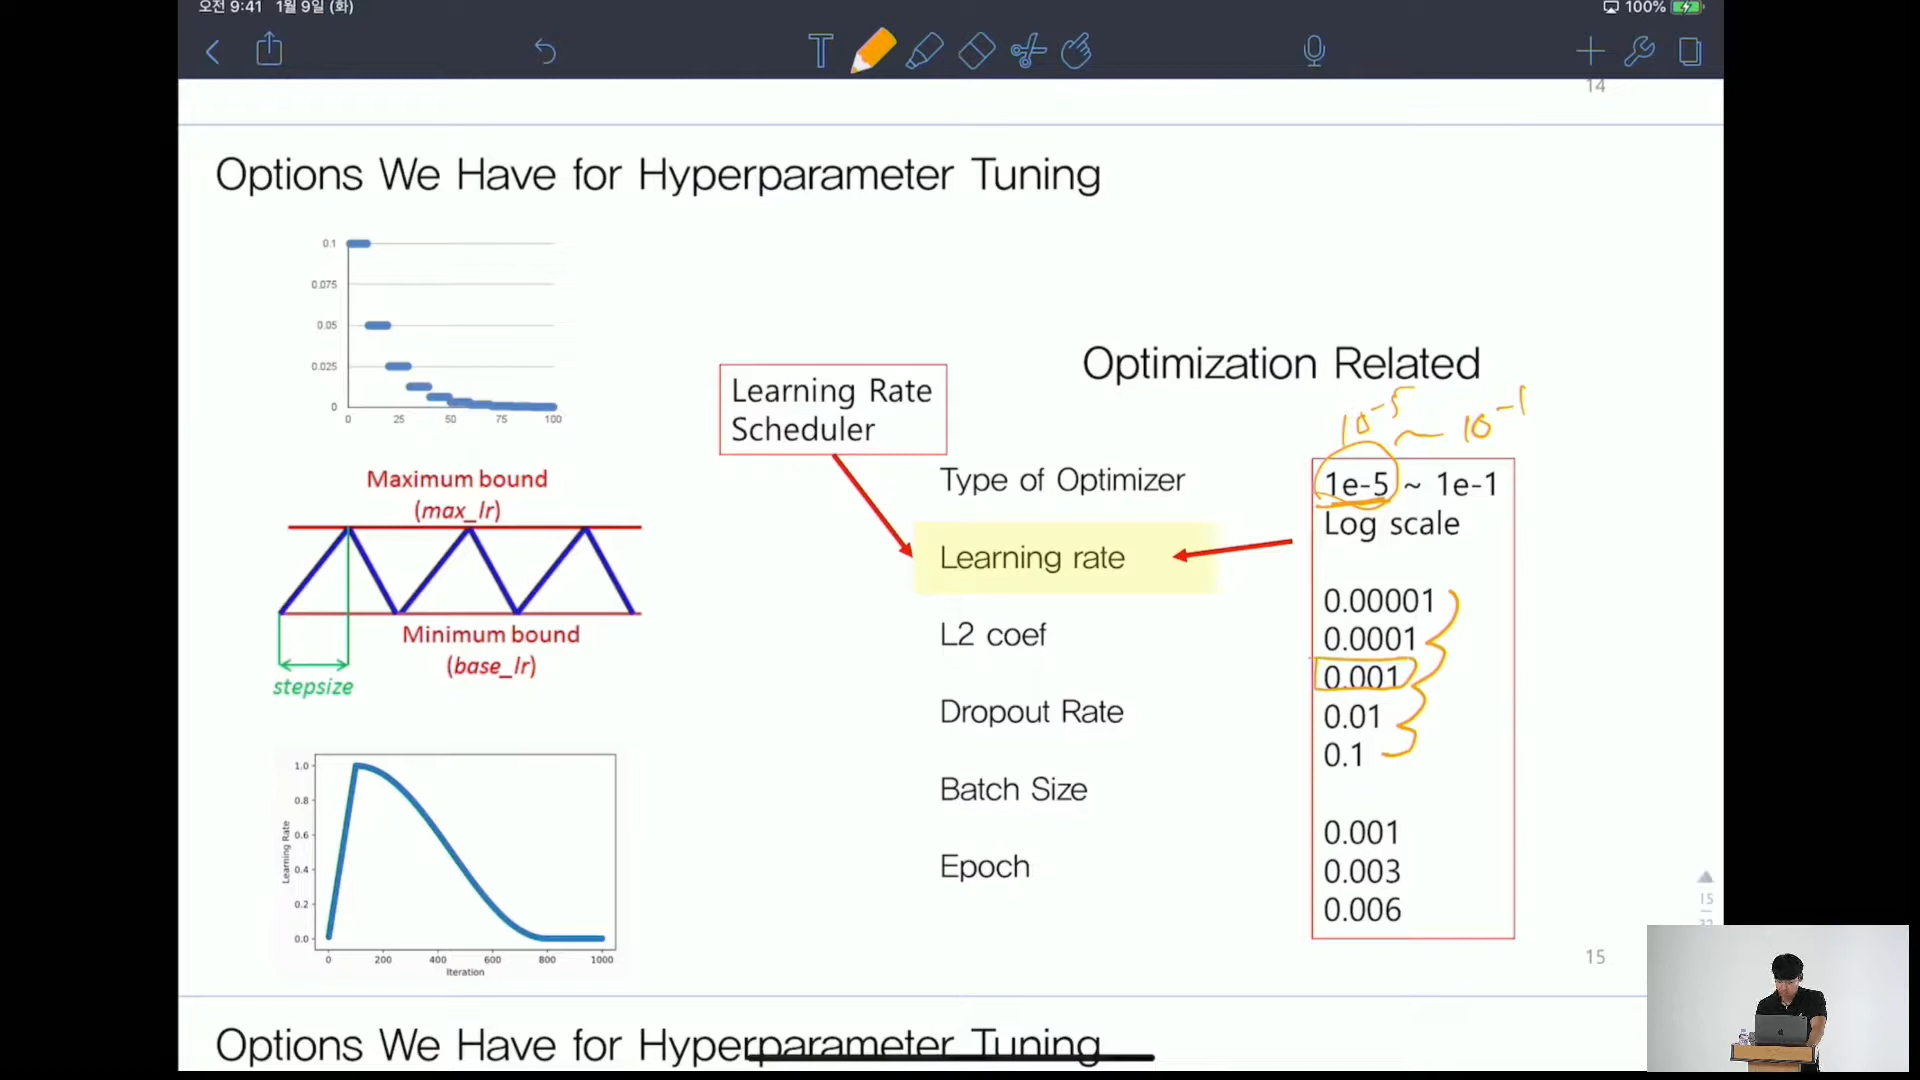 오전 9:41 1월 9일 (화)
100%
14
Options We Have for Hyperparameter Tuning
0.1
0.075
0.05
0.025
0
0 25 50 75 100
Maximum bound
(max_lr)
Minimum bound
(base_lr)
stepsize
1.0
0.8
0.6
0.4
0.2
0.0
Learning Rate
0 200 400 600 800 1000
Iteration
Learning Rate
Scheduler
Optimization Related
Type of Optimizer
Learning rate
L2 coef
Dropout Rate
Batch Size
Epoch
10⁻⁵ ~ 10⁻¹
1e-5 ~ 1e-1
Log scale
0.00001
0.0001
0.001
0.01
0.1
0.001
0.003
0.006
15
15
Options We Have for Hyperparameter Tuning